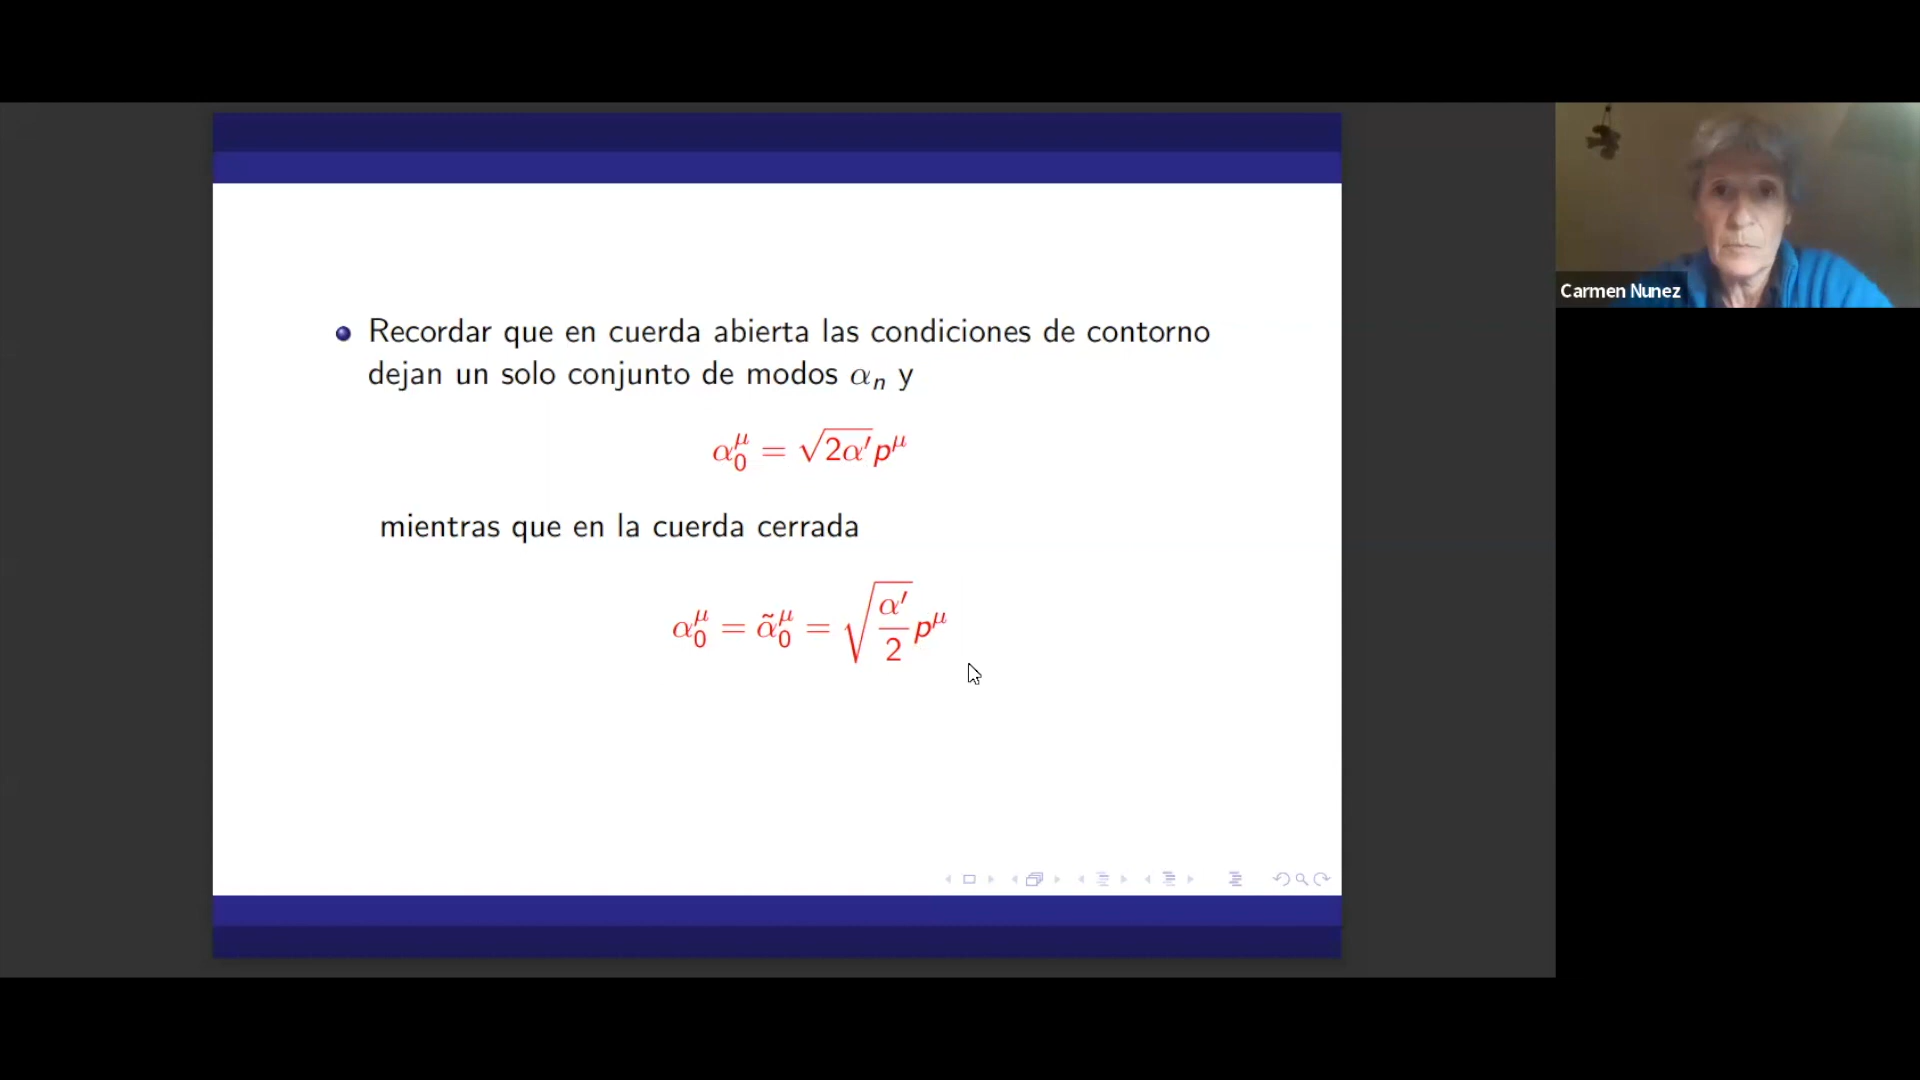 Recordar que en cuerda abierta las condiciones de contorno
dejan un solo conjunto de modos αₙ y
α₀^μ = √2α′ p^μ
mientras que en la cuerda cerrada
α₀^μ = α̃₀^μ = √(α′/2) p^μ
Carmen Nunez